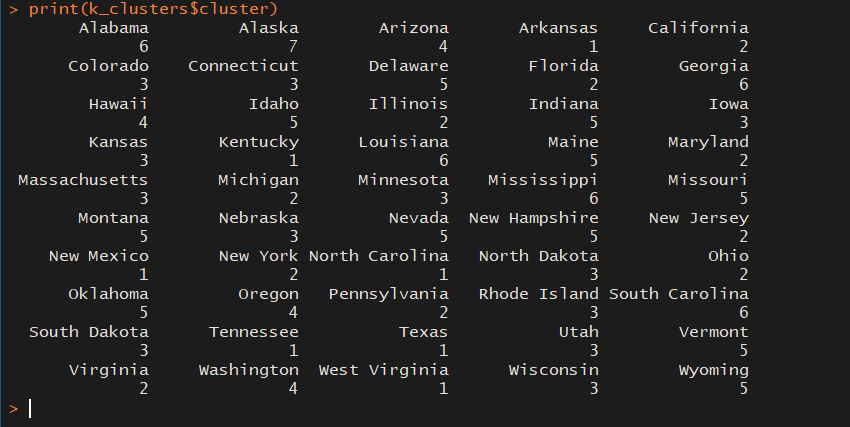 > print(k_clusters$cluster)
Alabama Alaska Arizona Arkansas California
6 7 4 1 2
Colorado Connecticut Delaware Florida Georgia
3 3 5 2 6
Hawaii Idaho Illinois Indiana Iowa
4 5 2 5 3
Kansas Kentucky Louisiana Maine Maryland
3 1 6 5 2
Massachusetts Michigan Minnesota Mississippi Missouri
3 2 3 6 5
Montana Nebraska Nevada New Hampshire New Jersey
5 3 5 5 2
New Mexico New York North Carolina North Dakota Ohio
1 2 1 3 2
Oklahoma Oregon Pennsylvania Rhode Island South Carolina
5 4 2 3 6
South Dakota Tennessee Texas Utah Vermont
3 1 1 3 5
Virginia Washington West Virginia Wisconsin Wyoming
2 4 1 3 5
>